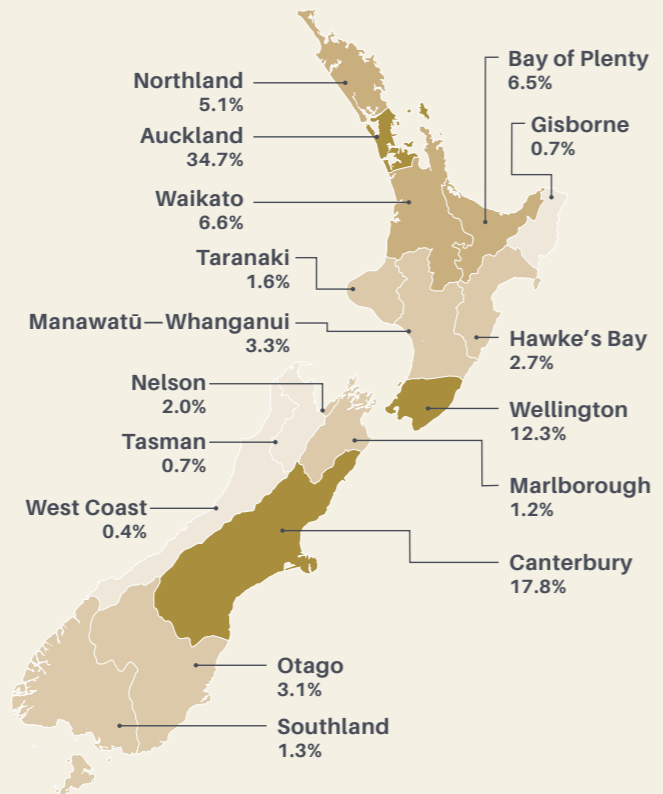 Northland
5.1%
Auckland
34.7%
Waikato
6.6%
Taranaki
1.6%
Manawatū—Whanganui
3.3%
Nelson
2.0%
Tasman
0.7%
West Coast
0.4%
Bay of Plenty
6.5%
Gisborne
0.7%
Hawke’s Bay
2.7%
Wellington
12.3%
Marlborough
1.2%
Canterbury
17.8%
Otago
3.1%
Southland
1.3%